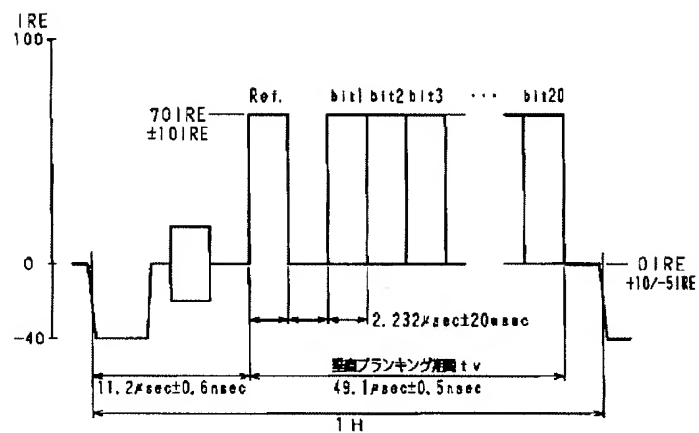 IRE
100
Ref. bit1 bit2 bit3 ... bit20
70IRE
±10IRE
0
0IRE
+10/-5IRE
-40
2.232μsec±20nsec
垂直ブランキング期間 tv
11.2μsec±0.6nsec
49.1μsec±0.5nsec
1H